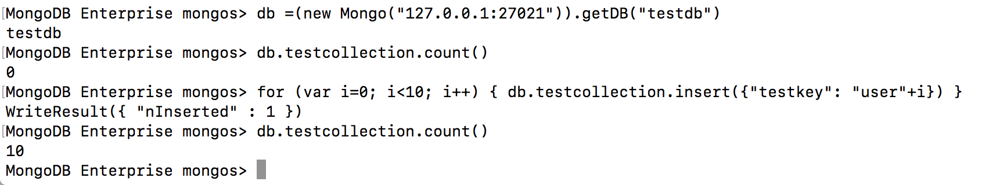 [MongoDB Enterprise mongos> db =(new Mongo("127.0.0.1:27021")).getDB("testdb")
testdb
[MongoDB Enterprise mongos> db.testcollection.count()
0
[MongoDB Enterprise mongos> for (var i=0; i<10; i++) { db.testcollection.insert({"testkey": "user"+i}) }
WriteResult({ "nInserted" : 1 })
[MongoDB Enterprise mongos> db.testcollection.count()
10
MongoDB Enterprise mongos>